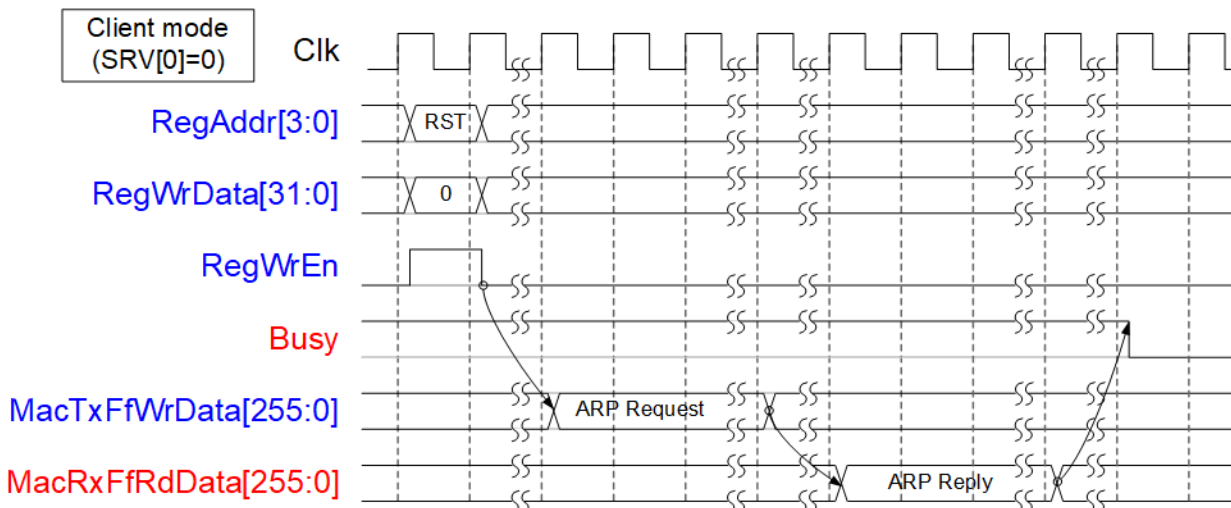 Client mode
(SRV[0]=0)
Clk
RegAddr[3:0]
RST
RegWrData[31:0]
0
RegWrEn
Busy
MacTxFfWrData[255:0]
ARP Request
MacRxFfRdData[255:0]
ARP Reply